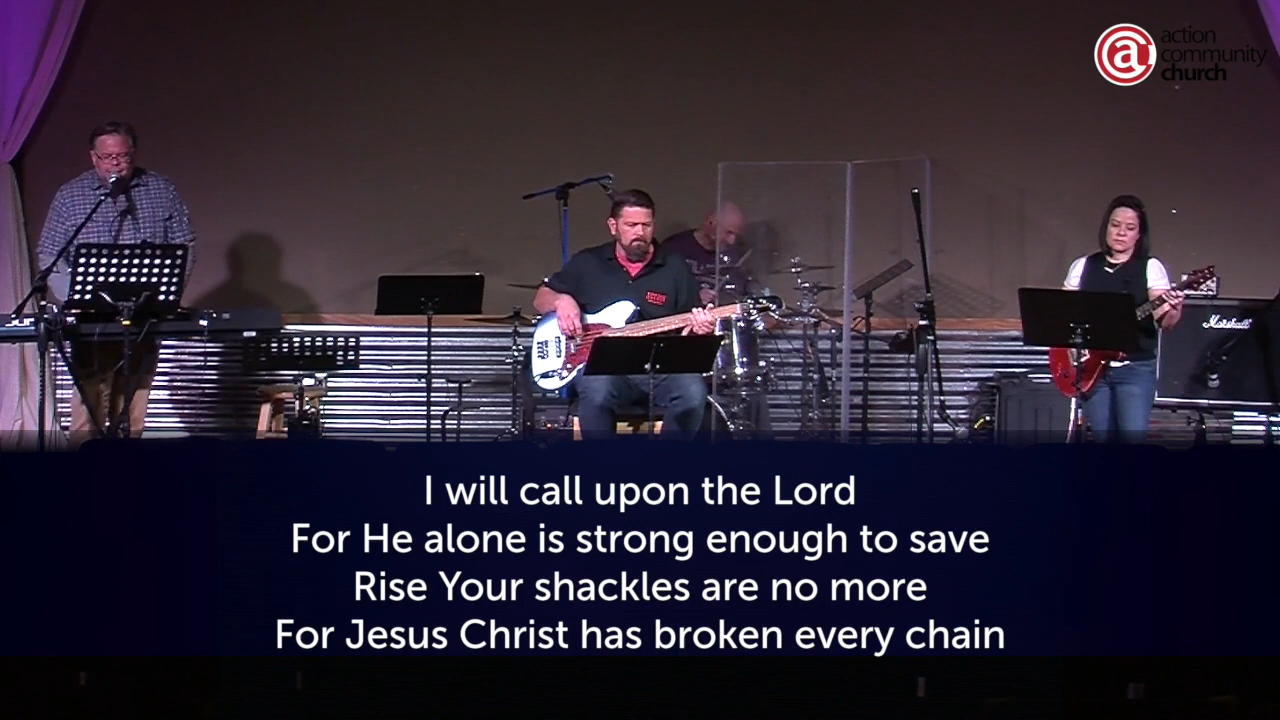 action
community
church
Marshall
I will call upon the Lord
For He alone is strong enough to save
Rise Your shackles are no more
For Jesus Christ has broken every chain